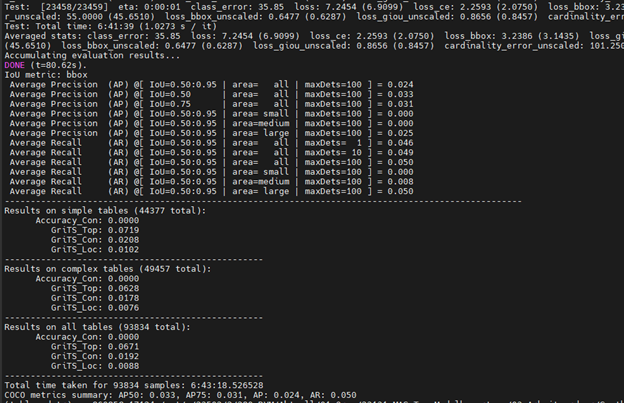 Test:  [23458/23459]  eta: 0:00:01  class_error: 35.85  loss: 7.2454 (6.9099)  loss_ce: 2.2593 (2.0750)  loss_bbox: 3.23
r_unscaled: 55.0000 (45.6510)  loss_bbox_unscaled: 0.6477 (0.6287)  loss_giou_unscaled: 0.8656 (0.8457)  cardinality_erro
Test: Total time: 6:41:39 (1.0273 s / it)
Averaged stats: class_error: 35.85  loss: 7.2454 (6.9099)  loss_ce: 2.2593 (2.0750)  loss_bbox: 3.2386 (3.1435)  loss_gi
(45.6510)  loss_bbox_unscaled: 0.6477 (0.6287)  loss_giou_unscaled: 0.8656 (0.8457)  cardinality_error_unscaled: 101.250
Accumulating evaluation results...
DONE (t=80.62s).
IoU metric: bbox
Average Precision  (AP) @[ IoU=0.50:0.95 | area=   all | maxDets=100 ] = 0.024
Average Precision  (AP) @[ IoU=0.50      | area=   all | maxDets=100 ] = 0.033
Average Precision  (AP) @[ IoU=0.75      | area=   all | maxDets=100 ] = 0.031
Average Precision  (AP) @[ IoU=0.50:0.95 | area= small | maxDets=100 ] = 0.000
Average Precision  (AP) @[ IoU=0.50:0.95 | area=medium | maxDets=100 ] = 0.000
Average Precision  (AP) @[ IoU=0.50:0.95 | area= large | maxDets=100 ] = 0.025
Average Recall     (AR) @[ IoU=0.50:0.95 | area=   all | maxDets=  1 ] = 0.046
Average Recall     (AR) @[ IoU=0.50:0.95 | area=   all | maxDets= 10 ] = 0.049
Average Recall     (AR) @[ IoU=0.50:0.95 | area=   all | maxDets=100 ] = 0.050
Average Recall     (AR) @[ IoU=0.50:0.95 | area= small | maxDets=100 ] = 0.000
Average Recall     (AR) @[ IoU=0.50:0.95 | area=medium | maxDets=100 ] = 0.008
Average Recall     (AR) @[ IoU=0.50:0.95 | area= large | maxDets=100 ] = 0.050
----------------------------------------------------------------------------------------------------
Results on simple tables (44377 total):
Accuracy_Con: 0.0000
GriTS_Top: 0.0719
GriTS_Con: 0.0208
GriTS_Loc: 0.0102
--------------------------------------------------
Results on complex tables (49457 total):
Accuracy_Con: 0.0000
GriTS_Top: 0.0628
GriTS_Con: 0.0178
GriTS_Loc: 0.0076
--------------------------------------------------
Results on all tables (93834 total):
Accuracy_Con: 0.0000
GriTS_Top: 0.0671
GriTS_Con: 0.0192
GriTS_Loc: 0.0088
--------------------------------------------------
Total time taken for 93834 samples: 6:43:18.526528
COCO metrics summary: AP50: 0.033, AP75: 0.031, AP: 0.024, AR: 0.050